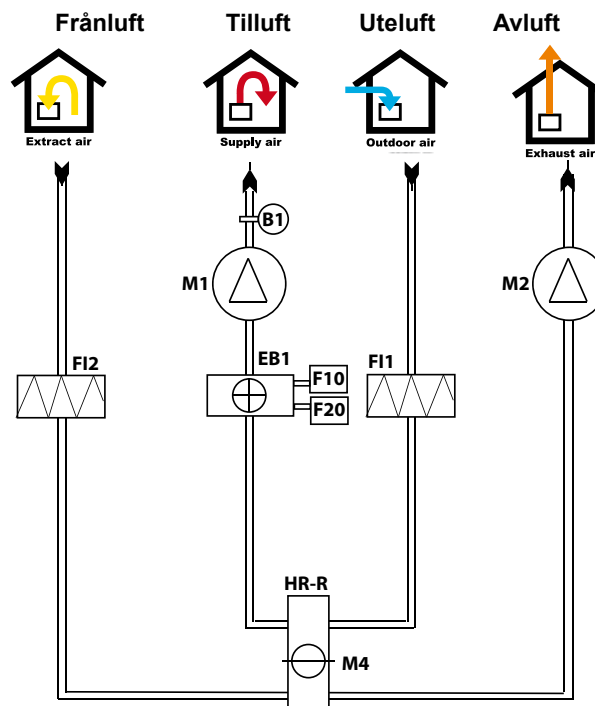 Frånluft Tilluft Uteluft Avluft
Extract air Supply air Outdoor air Exhaust air
B1
M1 M2
FI2 EB1 FI1
F10
F20
HR-R
M4